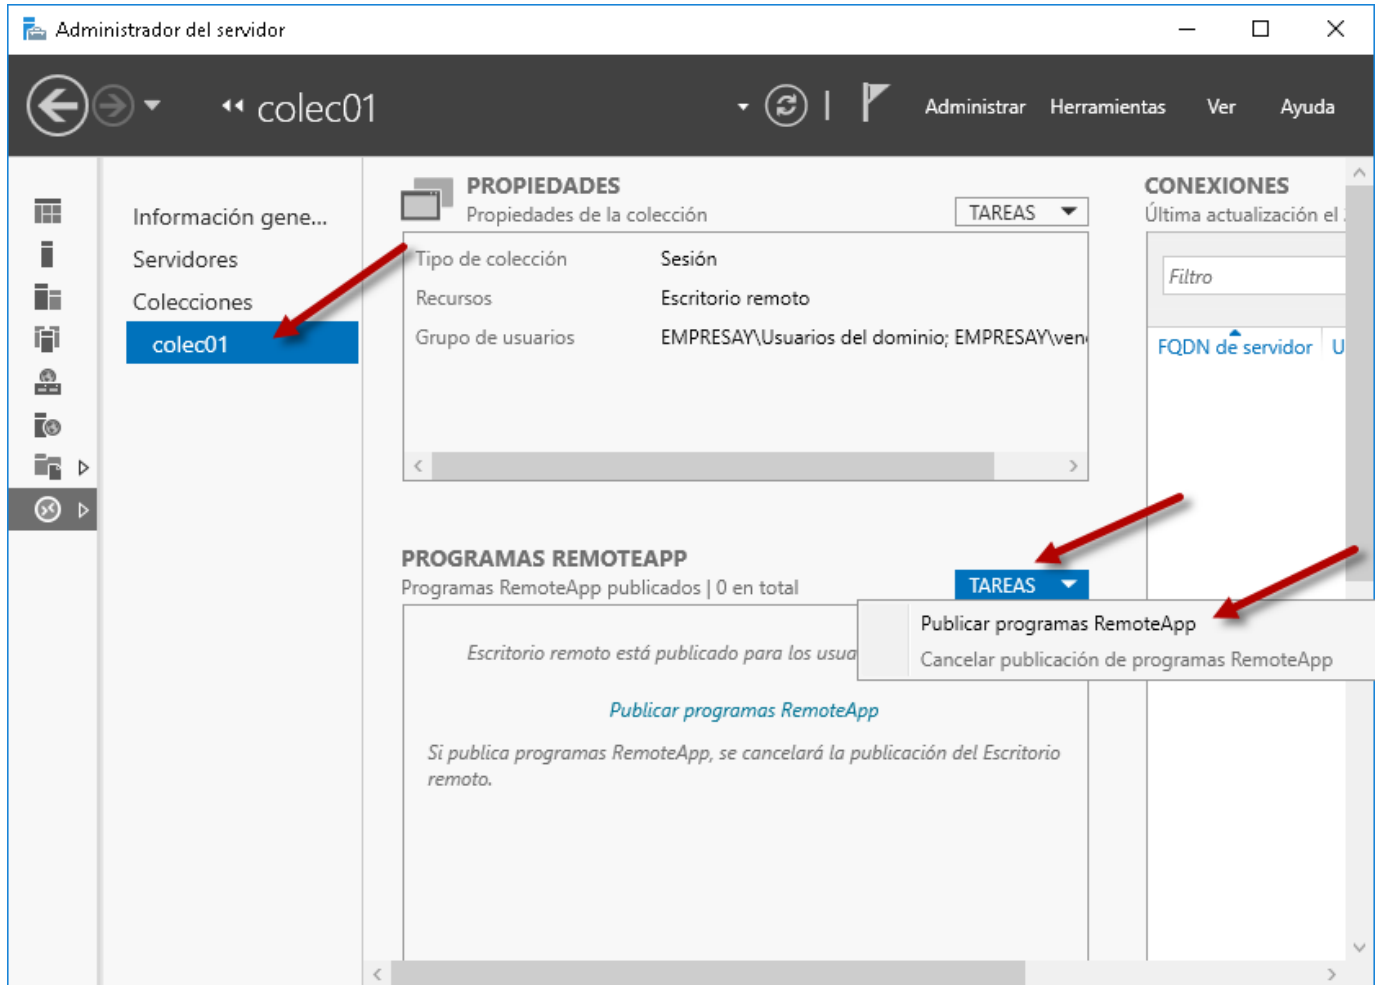 Administrador del servidor
colec01
Administrar Herramientas Ver Ayuda
Información gene...
Servidores
Colecciones
colec01
PROPIEDADES
Propiedades de la colección
TAREAS
Tipo de colección Sesión
Recursos Escritorio remoto
Grupo de usuarios EMPRESAY\Usuarios del dominio; EMPRESAY\ven
PROGRAMAS REMOTEAPP
Programas RemoteApp publicados | 0 en total
TAREAS
Publicar programas RemoteApp
Cancelar publicación de programas RemoteApp
Escritorio remoto está publicado para los usua
Publicar programas RemoteApp
Si publica programas RemoteApp, se cancelará la publicación del Escritorio
remoto.
CONEXIONES
Última actualización el
Filtro
FQDN de servidor U